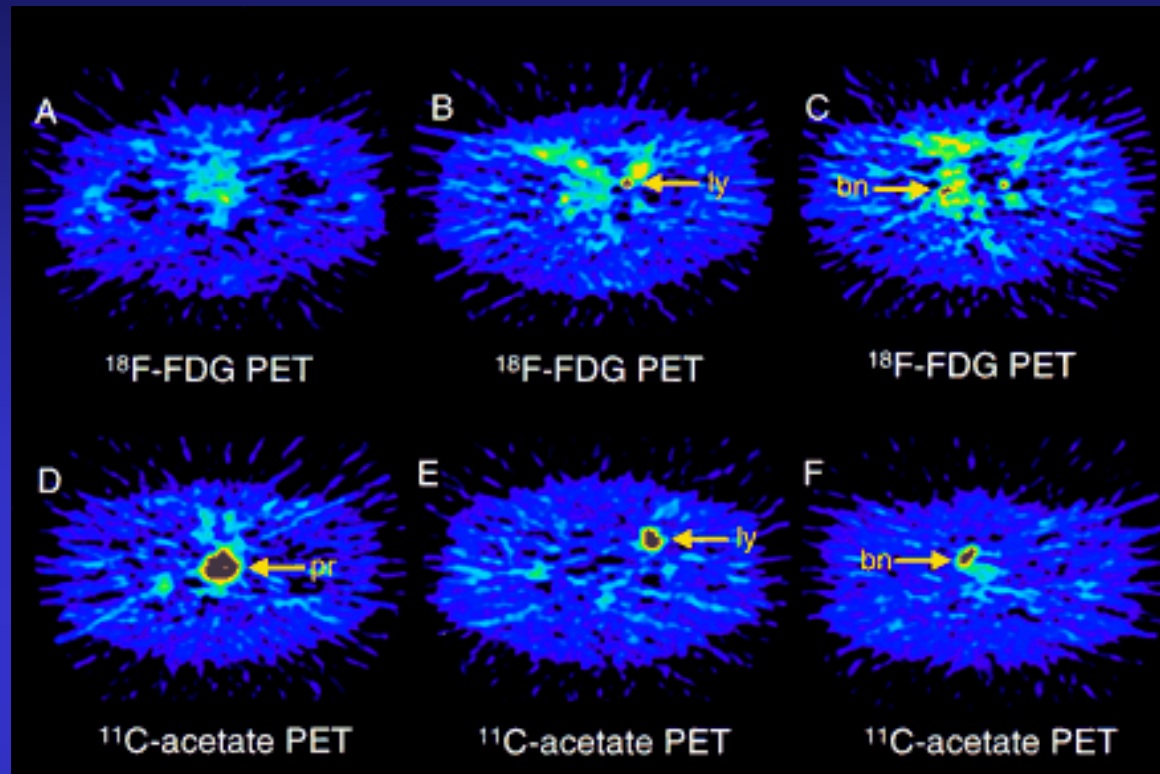 A
B
C
ly
bn
¹⁸F-FDG PET
¹⁸F-FDG PET
¹⁸F-FDG PET
D
E
F
pr
ly
bn
¹¹C-acetate PET
¹¹C-acetate PET
¹¹C-acetate PET